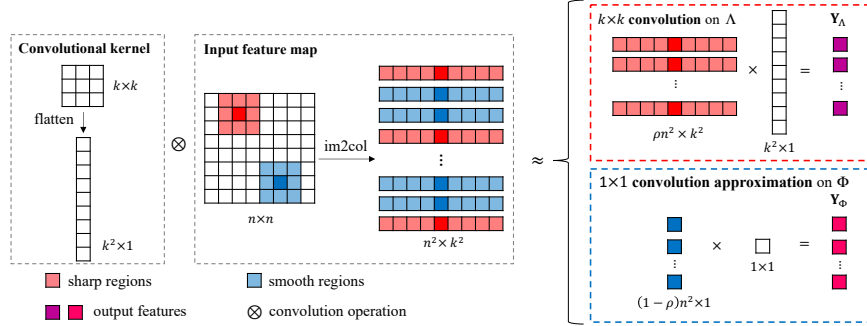 Convolutional kernel
k×k
flatten
k²×1
⊗
Input feature map
n×n
im2col
⋮
n² × k²
≈
k×k convolution on Λ
Y_Λ
×
=
⋮
⋮
ρn² × k²
k²×1
1×1 convolution approximation on Φ
Y_Φ
×
=
⋮
⋮
1×1
(1 − ρ)n²×1
sharp regions
smooth regions
output features
⊗ convolution operation